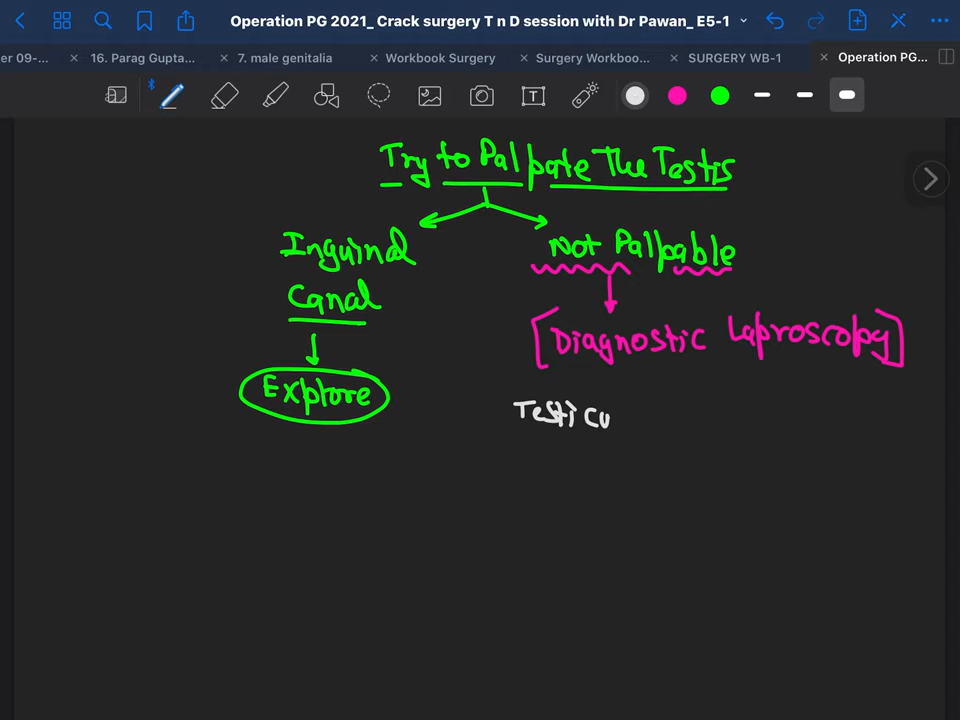 Operation PG 2021_ Crack surgery T n D session with Dr Pawan_ E5-1
er 09-...
16. Parag Gupta...
7. male genitalia
Workbook Surgery
Surgery Workboo...
SURGERY WB-1
Operation PG...
Try to Palpate The Testis
Inguinal Canal
Not Palpable
Explore
[Diagnostic Laproscopy]
Testicu